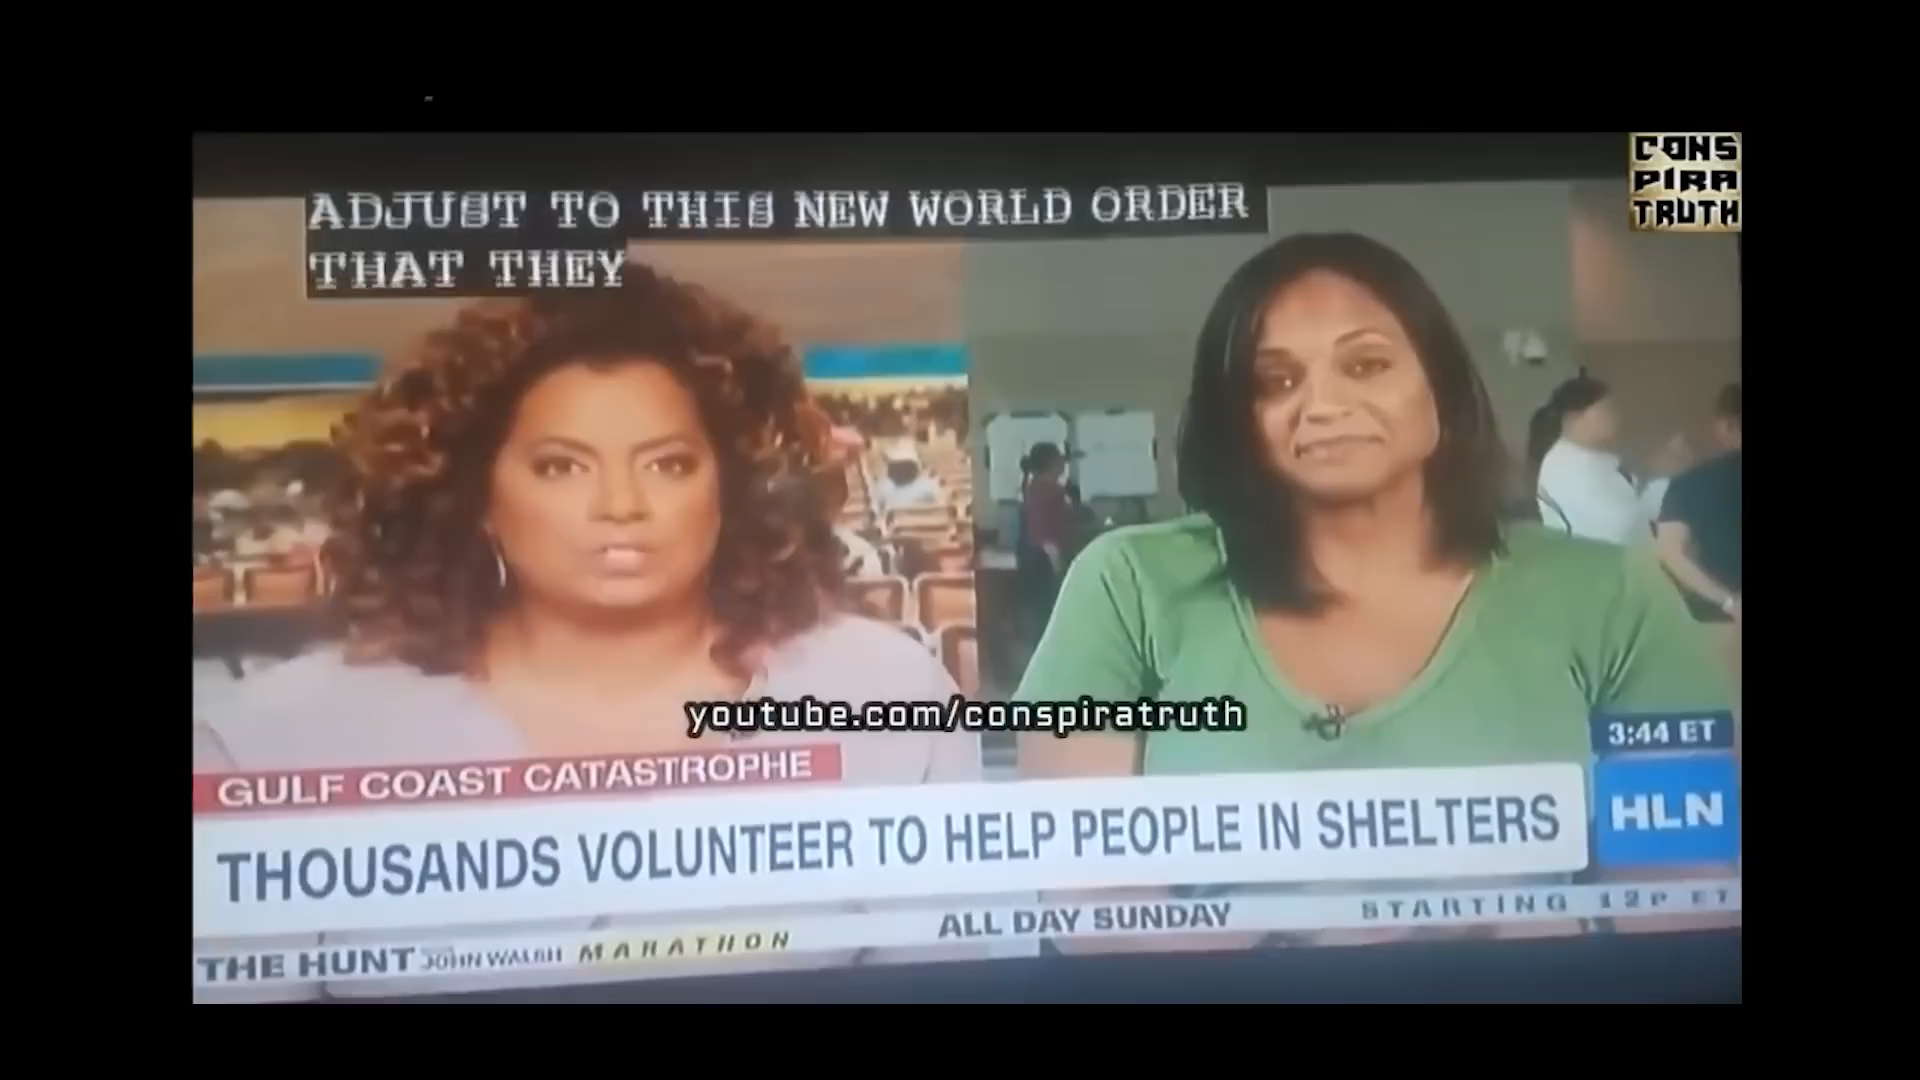 CONS
PIRA
TRUTH
ADJUST TO THIS NEW WORLD ORDER
THAT THEY
youtube.com/conspiratruth
3:44 ET
GULF COAST CATASTROPHE
HLN
THOUSANDS VOLUNTEER TO HELP PEOPLE IN SHELTERS
THE HUNT JOHN WALSH MARATHON ALL DAY SUNDAY STARTING 12P ET